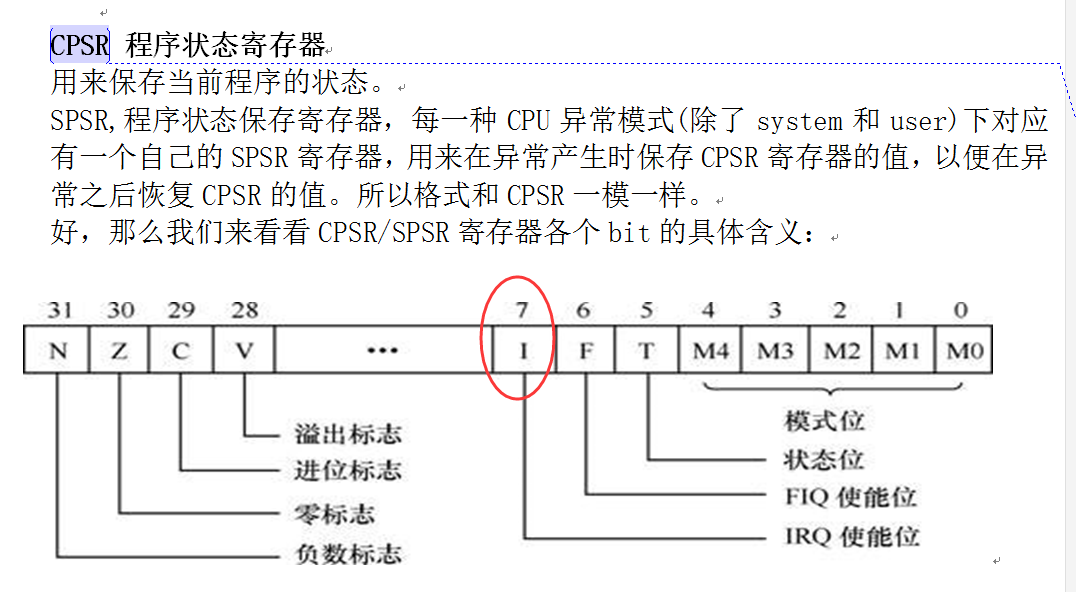 CPSR 程序状态寄存器
用来保存当前程序的状态。
SPSR,程序状态保存寄存器，每一种 CPU 异常模式(除了 system 和 user)下对应
有一个自己的 SPSR 寄存器，用来在异常产生时保存 CPSR 寄存器的值，以便在异
常之后恢复 CPSR 的值。所以格式和 CPSR 一模一样。
好，那么我们来看看 CPSR/SPSR 寄存器各个 bit 的具体含义：
31 30 29 28 7 6 5 4 3 2 1 0
N Z C V ... I F T M4 M3 M2 M1 M0
模式位
溢出标志
状态位
进位标志
FIQ 使能位
零标志
IRQ 使能位
负数标志